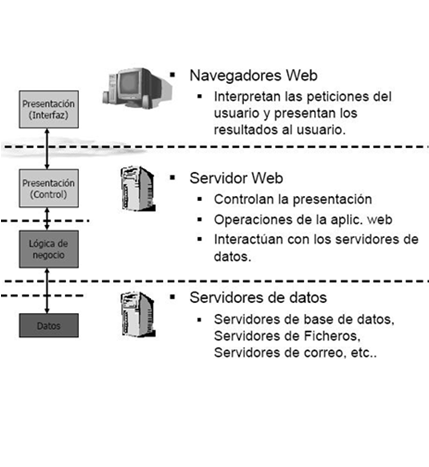 Navegadores Web
Presentación
(Interfaz)
Interpretan las peticiones del
usuario y presentan los
resultados al usuario.
Presentación
(Control)
Servidor Web
Controlan la presentación
Operaciones de la aplic. web
Interactúan con los servidores de
datos.
Lógica de
negocio
Servidores de datos
Servidores de base de datos,
Servidores de Ficheros,
Servidores de correo, etc..
Datos